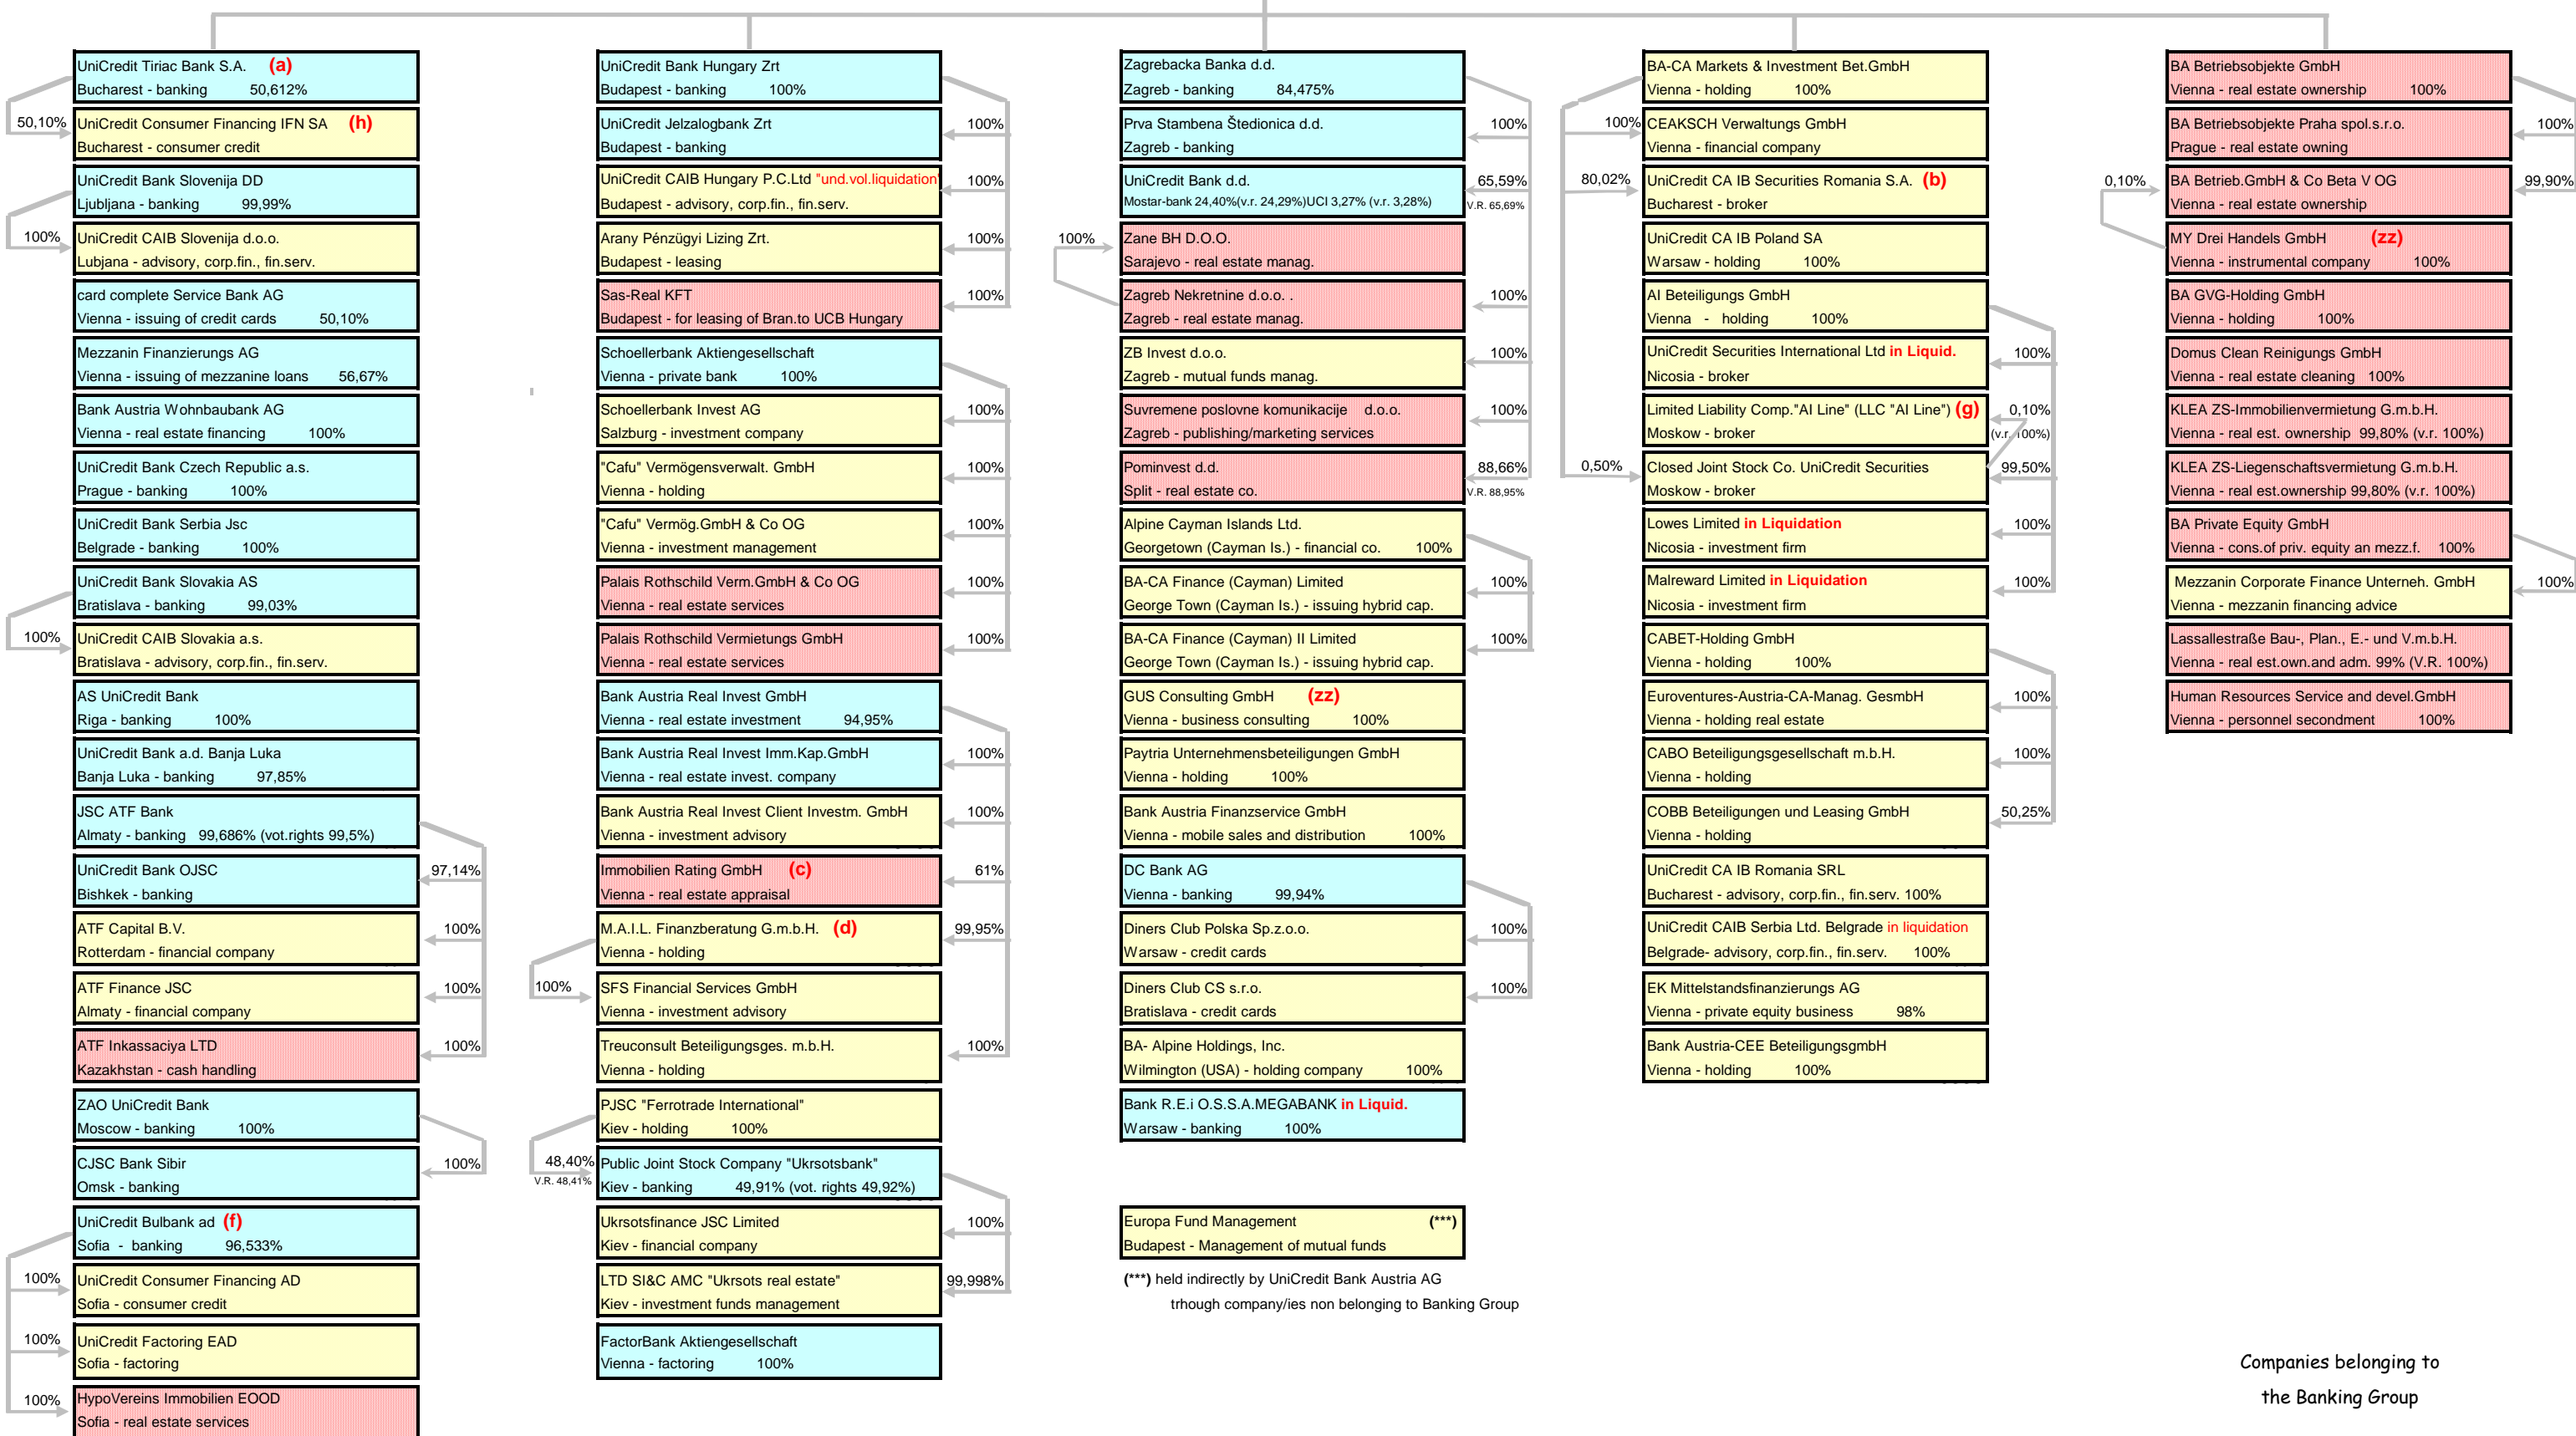 UniCredit Tiriac Bank S.A. (a)
Bucharest - banking 50,612%
50,10%
UniCredit Consumer Financing IFN SA (h)
Bucharest - consumer credit
UniCredit Bank Slovenija DD
Ljubljana - banking 99,99%
100%
UniCredit CAIB Slovenija d.o.o.
Lubjana - advisory, corp.fin., fin.serv.
card complete Service Bank AG
Vienna - issuing of credit cards 50,10%
Mezzanin Finanzierungs AG
Vienna - issuing of mezzanine loans 56,67%
Bank Austria Wohnbaubank AG
Vienna - real estate financing 100%
UniCredit Bank Czech Republic a.s.
Prague - banking 100%
UniCredit Bank Serbia Jsc
Belgrade - banking 100%
UniCredit Bank Slovakia AS
Bratislava - banking 99,03%
100%
UniCredit CAIB Slovakia a.s.
Bratislava - advisory, corp.fin., fin.serv.
AS UniCredit Bank
Riga - banking 100%
UniCredit Bank a.d. Banja Luka
Banja Luka - banking 97,85%
JSC ATF Bank
Almaty - banking 99,686% (vot.rights 99,5%)
UniCredit Bank OJSC
97,14%
Bishkek - banking
ATF Capital B.V.
100%
Rotterdam - financial company
ATF Finance JSC
100%
Almaty - financial company
ATF Inkassaciya LTD
100%
Kazakhstan - cash handling
ZAO UniCredit Bank
Moscow - banking 100%
CJSC Bank Sibir
100%
Omsk - banking
UniCredit Bulbank ad (f)
Sofia - banking 96,533%
100%
UniCredit Consumer Financing AD
Sofia - consumer credit
100%
UniCredit Factoring EAD
Sofia - factoring
100%
HypoVereins Immobilien EOOD
Sofia - real estate services
UniCredit Bank Hungary Zrt
Budapest - banking 100%
UniCredit Jelzalogbank Zrt
100%
Budapest - banking
UniCredit CAIB Hungary P.C.Ltd "und.vol.liquidation"
100%
Budapest - advisory, corp.fin., fin.serv.
Arany Pénzügyi Lizing Zrt.
100%
Budapest - leasing
Sas-Real KFT
100%
Budapest - for leasing of Bran.to UCB Hungary
Schoellerbank Aktiengesellschaft
Vienna - private bank 100%
Schoellerbank Invest AG
100%
Salzburg - investment company
"Cafu" Vermögensverwalt. GmbH
100%
Vienna - holding
"Cafu" Vermög.GmbH & Co OG
100%
Vienna - investment management
Palais Rothschild Verm.GmbH & Co OG
100%
Vienna - real estate services
Palais Rothschild Vermietungs GmbH
100%
Vienna - real estate services
Bank Austria Real Invest GmbH
Vienna - real estate investment 94,95%
Bank Austria Real Invest Imm.Kap.GmbH
100%
Vienna - real estate invest. company
Bank Austria Real Invest Client Investm. GmbH
100%
Vienna - investment advisory
Immobilien Rating GmbH (c)
61%
Vienna - real estate appraisal
M.A.I.L. Finanzberatung G.m.b.H. (d)
99,95%
Vienna - holding
100%
SFS Financial Services GmbH
Vienna - investment advisory
Treuconsult Beteiligungsges. m.b.H.
100%
Vienna - holding
PJSC "Ferrotrade International"
Kiev - holding 100%
48,40%
V.R. 48,41%
Public Joint Stock Company "Ukrsotsbank"
Kiev - banking 49,91% (vot. rights 49,92%)
Ukrsotsfinance JSC Limited
100%
Kiev - financial company
LTD SI&C AMC "Ukrsots real estate"
99,998%
Kiev - investment funds management
FactorBank Aktiengesellschaft
Vienna - factoring 100%
Zagrebacka Banka d.d.
Zagreb - banking 84,475%
Prva Stambena Štedionica d.d.
100%
Zagreb - banking
UniCredit Bank d.d.
65,59%
Mostar-bank 24,40%(v.r. 24,29%)UCI 3,27% (v.r. 3,28%)
V.R. 65,69%
100%
Zane BH D.O.O.
Sarajevo - real estate manag.
Zagreb Nekretnine d.o.o. .
100%
Zagreb - real estate manag.
ZB Invest d.o.o.
100%
Zagreb - mutual funds manag.
Suvremene poslovne komunikacije d.o.o.
100%
Zagreb - publishing/marketing services
Pominvest d.d.
88,66%
Split - real estate co.
V.R. 88,95%
Alpine Cayman Islands Ltd.
Georgetown (Cayman Is.) - financial co. 100%
BA-CA Finance (Cayman) Limited
100%
George Town (Cayman Is.) - issuing hybrid cap.
BA-CA Finance (Cayman) II Limited
100%
George Town (Cayman Is.) - issuing hybrid cap.
GUS Consulting GmbH (zz)
Vienna - business consulting 100%
Paytria Unternehmensbeteiligungen GmbH
Vienna - holding 100%
Bank Austria Finanzservice GmbH
Vienna - mobile sales and distribution 100%
DC Bank AG
Vienna - banking 99,94%
Diners Club Polska Sp.z.o.o.
100%
Warsaw - credit cards
Diners Club CS s.r.o.
100%
Bratislava - credit cards
BA- Alpine Holdings, Inc.
Wilmington (USA) - holding company 100%
Bank R.E.i O.S.S.A.MEGABANK in Liquid.
Warsaw - banking 100%
Europa Fund Management (***)
Budapest - Management of mutual funds
(***) held indirectly by UniCredit Bank Austria AG
trhough company/ies non belonging to Banking Group
BA-CA Markets & Investment Bet.GmbH
Vienna - holding 100%
100%
CEAKSCH Verwaltungs GmbH
Vienna - financial company
80,02%
UniCredit CA IB Securities Romania S.A. (b)
Bucharest - broker
UniCredit CA IB Poland SA
Warsaw - holding 100%
AI Beteiligungs GmbH
Vienna - holding 100%
UniCredit Securities International Ltd in Liquid.
100%
Nicosia - broker
Limited Liability Comp."AI Line" (LLC "AI Line") (g)
0,10%
Moskow - broker
(v.r. 100%)
0,50%
Closed Joint Stock Co. UniCredit Securities
99,50%
Moskow - broker
Lowes Limited in Liquidation
100%
Nicosia - investment firm
Malreward Limited in Liquidation
100%
Nicosia - investment firm
CABET-Holding GmbH
Vienna - holding 100%
Euroventures-Austria-CA-Manag. GesmbH
100%
Vienna - holding real estate
CABO Beteiligungsgesellschaft m.b.H.
100%
Vienna - holding
COBB Beteiligungen und Leasing GmbH
50,25%
Vienna - holding
UniCredit CA IB Romania SRL
Bucharest - advisory, corp.fin., fin.serv. 100%
UniCredit CAIB Serbia Ltd. Belgrade in liquidation
Belgrade- advisory, corp.fin., fin.serv. 100%
EK Mittelstandsfinanzierungs AG
Vienna - private equity business 98%
Bank Austria-CEE BeteiligungsgmbH
Vienna - holding 100%
BA Betriebsobjekte GmbH
Vienna - real estate ownership 100%
BA Betriebsobjekte Praha spol.s.r.o.
100%
Prague - real estate owning
0,10%
BA Betrieb.GmbH & Co Beta V OG
99,90%
Vienna - real estate ownership
MY Drei Handels GmbH (zz)
Vienna - instrumental company 100%
BA GVG-Holding GmbH
Vienna - holding 100%
Domus Clean Reinigungs GmbH
Vienna - real estate cleaning 100%
KLEA ZS-Immobilienvermietung G.m.b.H.
Vienna - real est. ownership 99,80% (v.r. 100%)
KLEA ZS-Liegenschaftsvermietung G.m.b.H.
Vienna - real est.ownership 99,80% (v.r. 100%)
BA Private Equity GmbH
Vienna - cons.of priv. equity an mezz.f. 100%
Mezzanin Corporate Finance Unterneh. GmbH
100%
Vienna - mezzanin financing advice
Lassallestraße Bau-, Plan., E.- und V.m.b.H.
Vienna - real est.own.and adm. 99% (V.R. 100%)
Human Resources Service and devel.GmbH
Vienna - personnel secondment 100%
Companies belonging to
the Banking Group